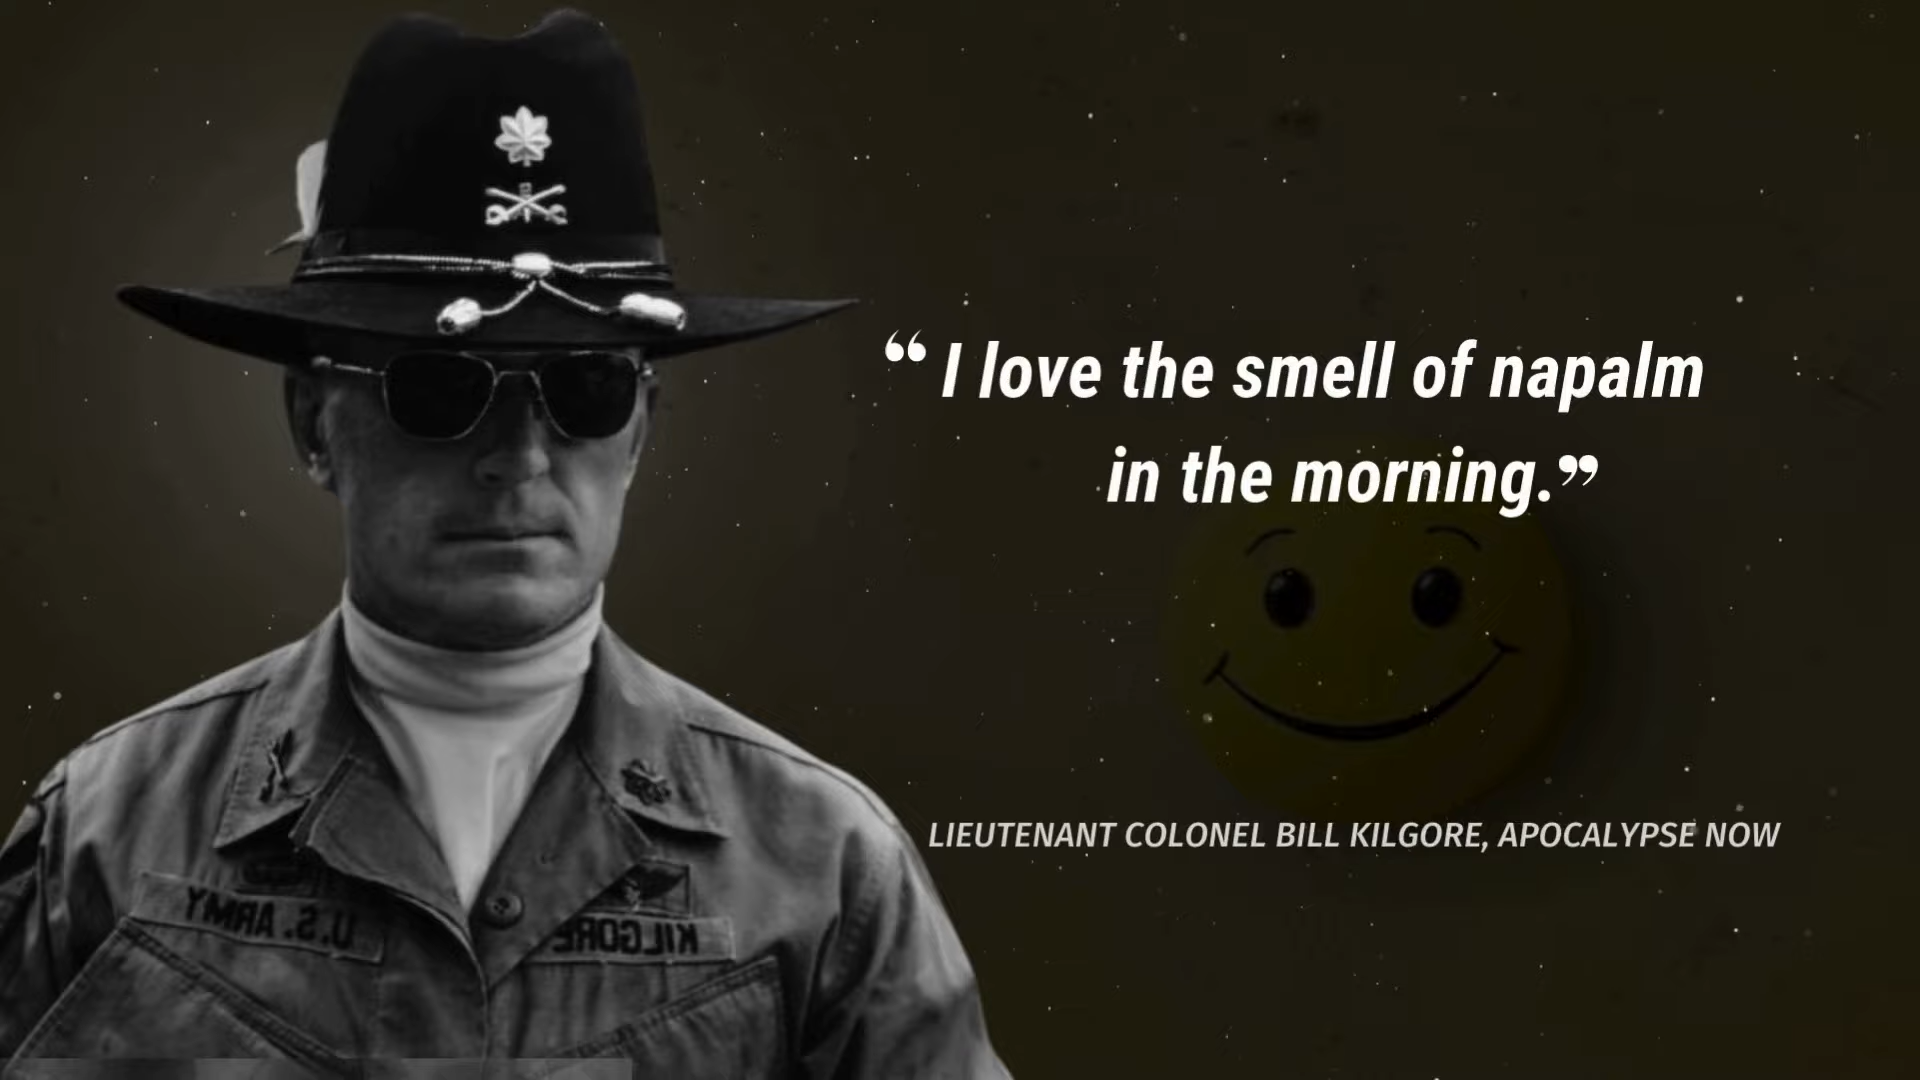 “ I love the smell of napalm
in the morning.”
LIEUTENANT COLONEL BILL KILGORE, APOCALYPSE NOW
U.S. ARMY
KILGORE